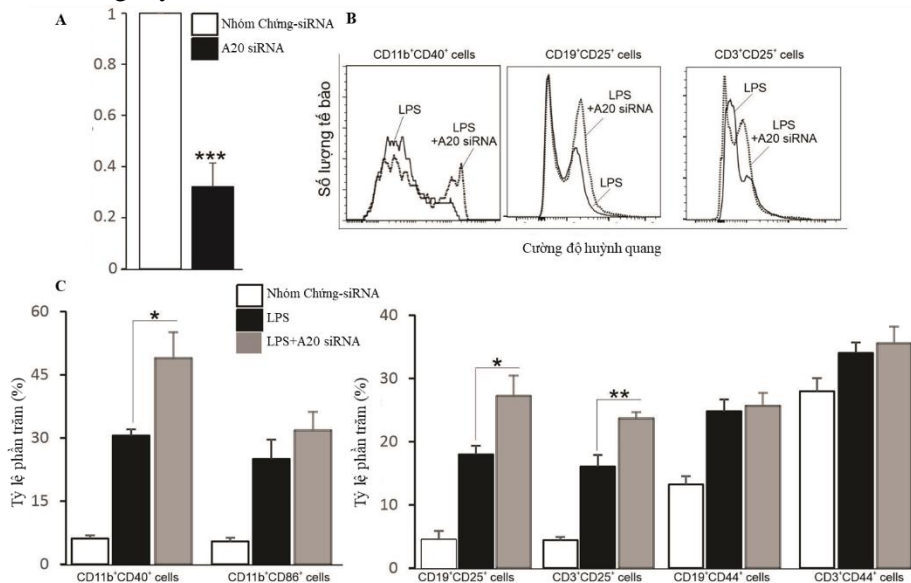 A
1
0.8
0.6
0.4
0.2
0
***
Nhóm Chứng-siRNA
A20 siRNA
B
CD11b⁺CD40⁺ cells
CD19⁺CD25⁺ cells
CD3⁺CD25⁺ cells
Số lượng tế bào
LPS
LPS
+A20 siRNA
LPS
+A20 siRNA
LPS
LPS
LPS
+A20 siRNA
Cường độ huỳnh quang
C
Nhóm Chứng-siRNA
LPS
LPS+A20 siRNA
Tỷ lệ phần trăm (%)
60
45
30
15
0
*
CD11b⁺CD40⁺ cells
CD11b⁺CD86⁺ cells
Tỷ lệ phần trăm (%)
40
30
20
10
0
*
**
CD19⁺CD25⁺ cells
CD3⁺CD25⁺ cells
CD19⁺CD44⁺ cells
CD3⁺CD44⁺ cells